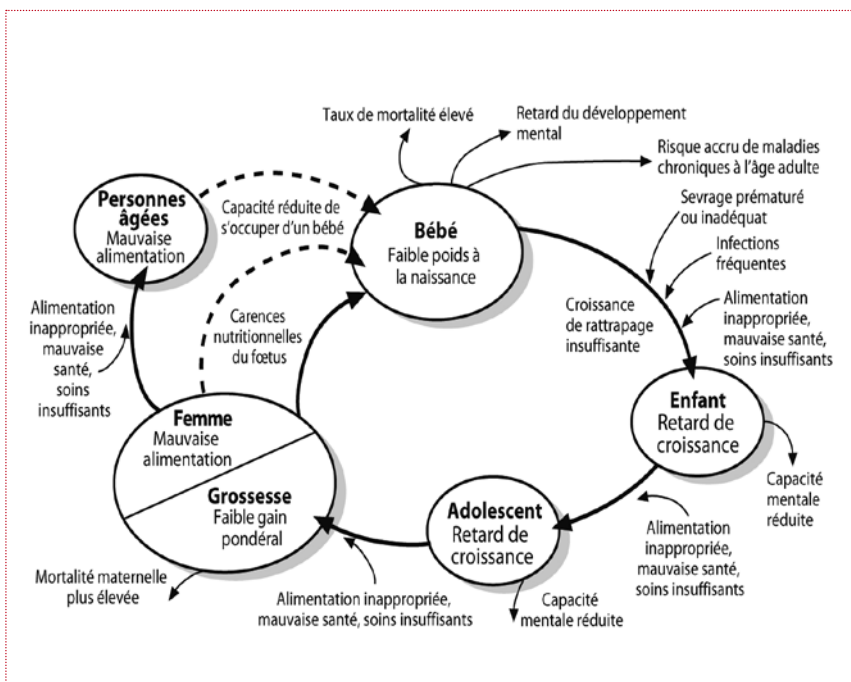 Taux de mortalité élevé
Retard du développement
mental
Risque accru de maladies
chroniques à l'âge adulte
Personnes
âgées
Mauvaise
alimentation
Capacité réduite de
s'occuper d'un bébé
Bébé
Faible poids à
la naissance
Sevrage prématuré
ou inadéquat
Infections
fréquentes
Alimentation
inappropriée,
mauvaise santé,
soins insuffisants
Croissance
de rattrapage
insuffisante
Alimentation
inappropriée,
mauvaise
santé,
soins
insuffisants
Carences
nutritionnelles
du fœtus
Femme
Mauvaise
alimentation
Grossesse
Faible gain
pondéral
Enfant
Retard de
croissance
Capacité
mentale
réduite
Adolescent
Retard de
croissance
Alimentation
inappropriée,
mauvaise santé,
soins insuffisants
Mortalité maternelle
plus élevée
Alimentation inappropriée,
mauvaise santé, soins insuffisants
Capacité
mentale réduite